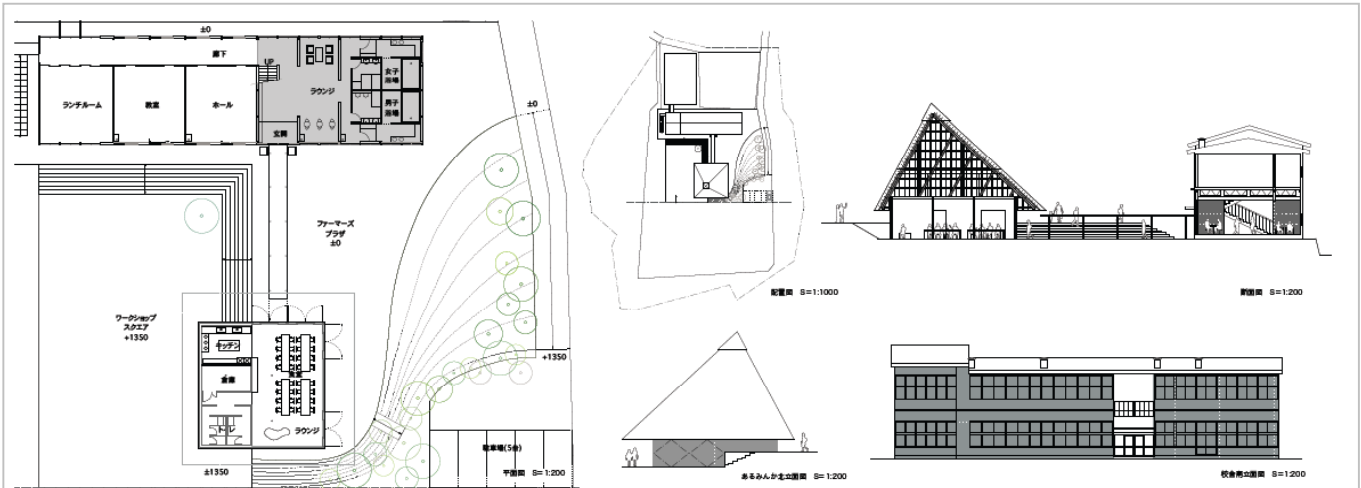 ±0
廊下
UP
ランチルーム
教室
ホール
ラウンジ
女子
浴場
男子
浴場
玄関
±0
ファーマーズ
プラザ
±0
ワークショップ
スクエア
+1350
キッチン
食堂
倉庫
トイレ
ラウンジ
±1350
+1350
駐車場(5台)
平面図 S=1:200
配置図 S=1:1000
断面図 S=1:200
あるみんか北立面図 S=1:200
校舎南立面図 S=1:200